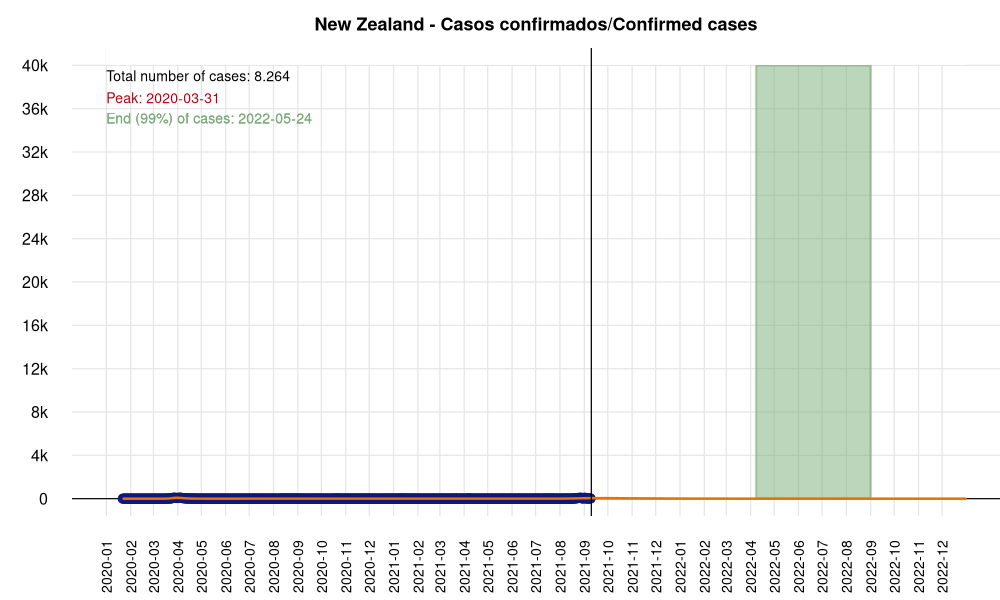 New Zealand - Casos confirmados/Confirmed cases
Total number of cases: 8.264
Peak: 2020-03-31
End (99%) of cases: 2022-05-24
40k
36k
32k
28k
24k
20k
16k
12k
8k
4k
0
2020-01
2020-02
2020-03
2020-04
2020-05
2020-06
2020-07
2020-08
2020-09
2020-10
2020-11
2020-12
2021-01
2021-02
2021-03
2021-04
2021-05
2021-06
2021-07
2021-08
2021-09
2021-10
2021-11
2021-12
2022-01
2022-02
2022-03
2022-04
2022-05
2022-06
2022-07
2022-08
2022-09
2022-10
2022-11
2022-12